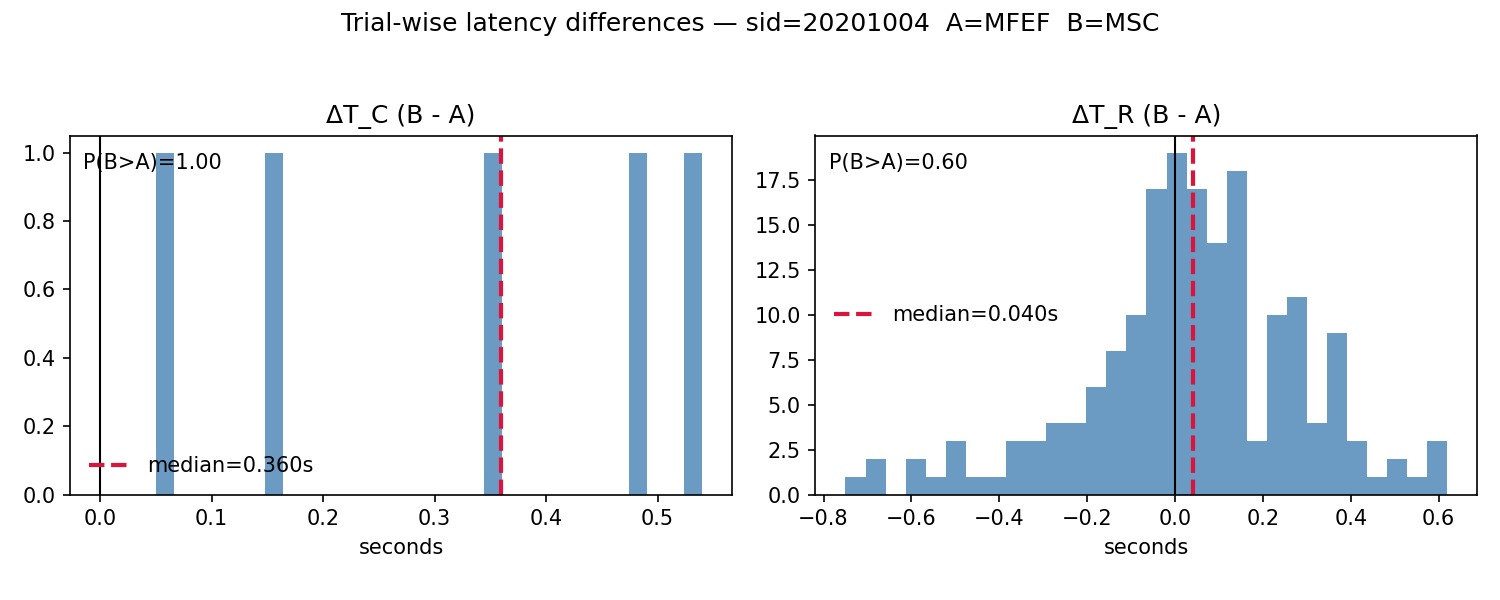 Trial-wise latency differences — sid=20201004  A=MFEF  B=MSC
ΔT_C (B - A)
P(B>A)=1.00
median=0.360s
1.0
0.8
0.6
0.4
0.2
0.0
0.0 0.1 0.2 0.3 0.4 0.5
seconds
ΔT_R (B - A)
P(B>A)=0.60
median=0.040s
17.5
15.0
12.5
10.0
7.5
5.0
2.5
0.0
−0.8 −0.6 −0.4 −0.2 0.0 0.2 0.4 0.6
seconds